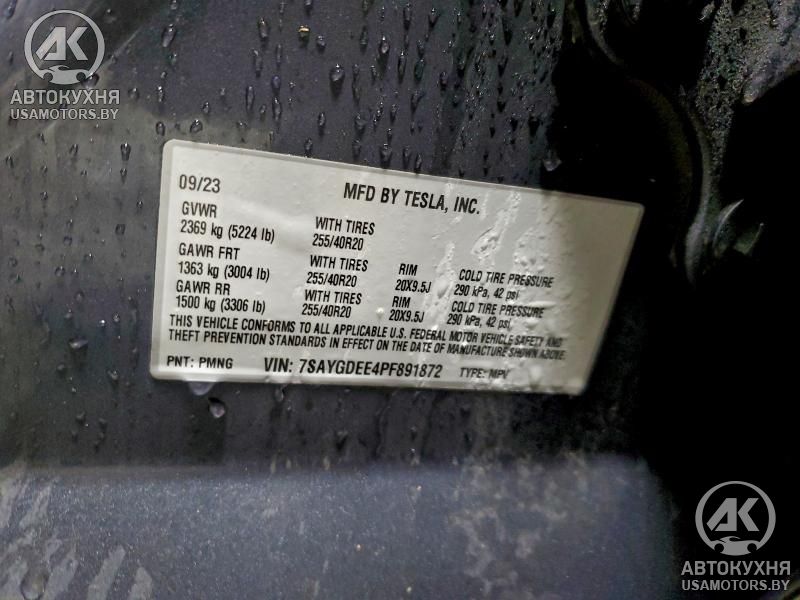 АК
АВТОКУХНЯ
USAMOTORS.BY
09/23 MFD BY TESLA, INC.
GVWR
2369 kg (5224 lb) WITH TIRES 255/40R20
GAWR FRT
1363 kg (3004 lb) WITH TIRES 255/40R20 RIM 20X9.5J COLD TIRE PRESSURE 290 kPa, 42 psi
GAWR RR
1500 kg (3306 lb) WITH TIRES 255/40R20 RIM 20X9.5J COLD TIRE PRESSURE 290 kPa, 42 psi
THIS VEHICLE CONFORMS TO ALL APPLICABLE U.S. FEDERAL MOTOR VEHICLE SAFETY AND
THEFT PREVENTION STANDARDS IN EFFECT ON THE DATE OF MANUFACTURE SHOWN ABOVE.
PNT: PMNG VIN: 7SAYGDEE4PF891872 TYPE: MPV
АК
АВТОКУХНЯ
USAMOTORS.BY